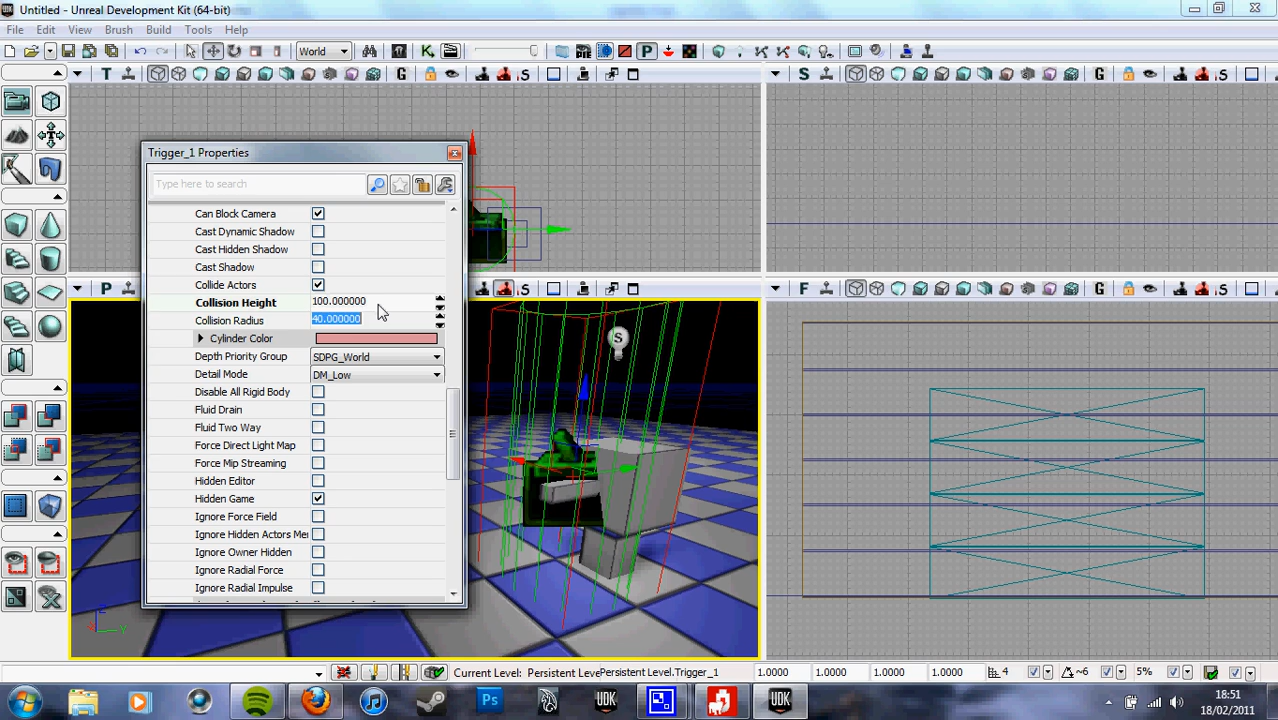 Untitled - Unreal Development Kit (64-bit)
File Edit View Brush Build Tools Help
World
T
G
S
S
G
S
Trigger_1 Properties
Type here to search
Can Block Camera
Cast Dynamic Shadow
Cast Hidden Shadow
Cast Shadow
Collide Actors
Collision Height 100.000000
Collision Radius 40.000000
Cylinder Color
Depth Priority Group SDPG_World
Detail Mode DM_Low
Disable All Rigid Body
Fluid Drain
Fluid Two Way
Force Direct Light Map
Force Mip Streaming
Hidden Editor
Hidden Game
Ignore Force Field
Ignore Hidden Actors Me
Ignore Owner Hidden
Ignore Radial Force
Ignore Radial Impulse
P
S
F
G
S
S
Z
X
Y
Current Level: Persistent Leve Persistent Level.Trigger_1 1.0000 1.0000 1.0000 1.0000 4 ~6 5%
Ps
UDK
UDK
18:51
18/02/2011